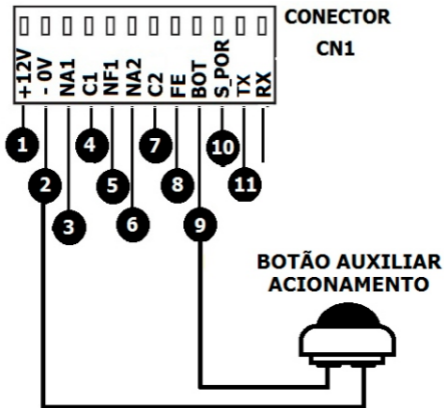 CONECTOR
CN1
+12V
- 0V
NA1
C1
NF1
NA2
C2
FE
BOT
S_POR
TX
RX
1
4
7
10
2
5
8
11
3
6
9
BOTÃO AUXILIAR
ACIONAMENTO